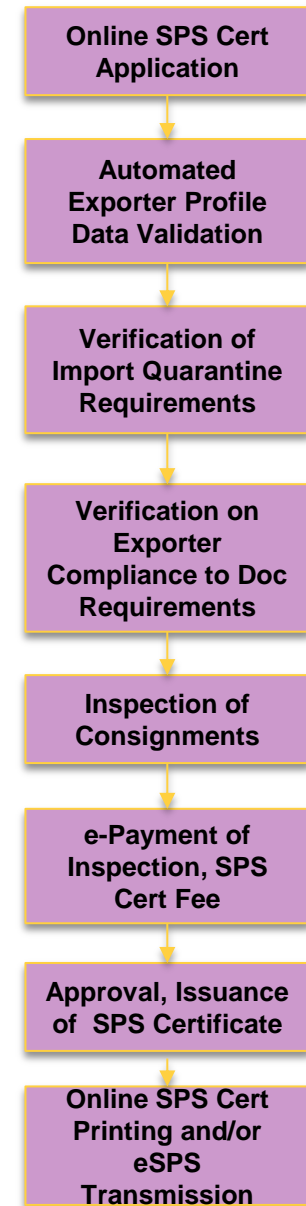 Online SPS Cert
Application
Automated
Exporter Profile
Data Validation
Verification of
Import Quarantine
Requirements
Verification on
Exporter
Compliance to Doc
Requirements
Inspection of
Consignments
e-Payment of
Inspection, SPS
Cert Fee
Approval, Issuance
of SPS Certificate
Online SPS Cert
Printing and/or
eSPS
Transmission